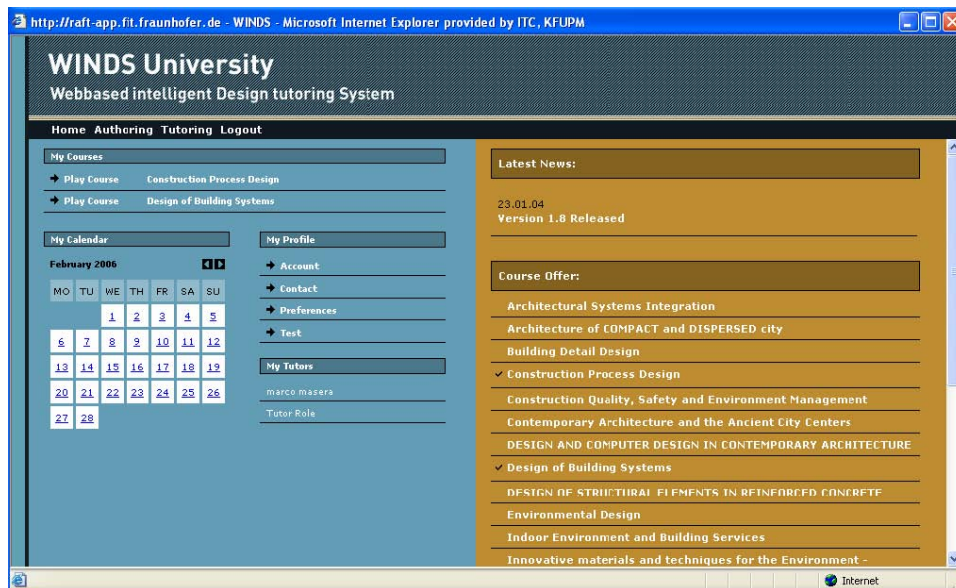 http://raft-app.fit.fraunhofer.de - WINDS - Microsoft Internet Explorer provided by ITC, KFUPM
WINDS University
Webbased intelligent Design tutoring System
Home Authoring Tutoring Logout
My Courses
Play Course Construction Process Design
Play Course Design of Building Systems
My Calendar
February 2006
MO TU WE TH FR SA SU
1 2 3 4 5
6 7 8 9 10 11 12
13 14 15 16 17 18 19
20 21 22 23 24 25 26
27 28
My Profile
Account
Contact
Preferences
Test
My Tutors
marco masera
Tutor Role
Latest News:
23.01.04
Version 1.8 Released
Course Offer:
Architectural Systems Integration
Architecture of COMPACT and DISPERSED city
Building Detail Design
Construction Process Design
Construction Quality, Safety and Environment Management
Contemporary Architecture and the Ancient City Centers
DESIGN AND COMPUTER DESIGN IN CONTEMPORARY ARCHITECTURE
Design of Building Systems
DESIGN OF STRUCTURAL ELEMENTS IN REINFORCED CONCRETE
Environmental Design
Indoor Environment and Building Services
Innovative materials and techniques for the Environment -
Internet